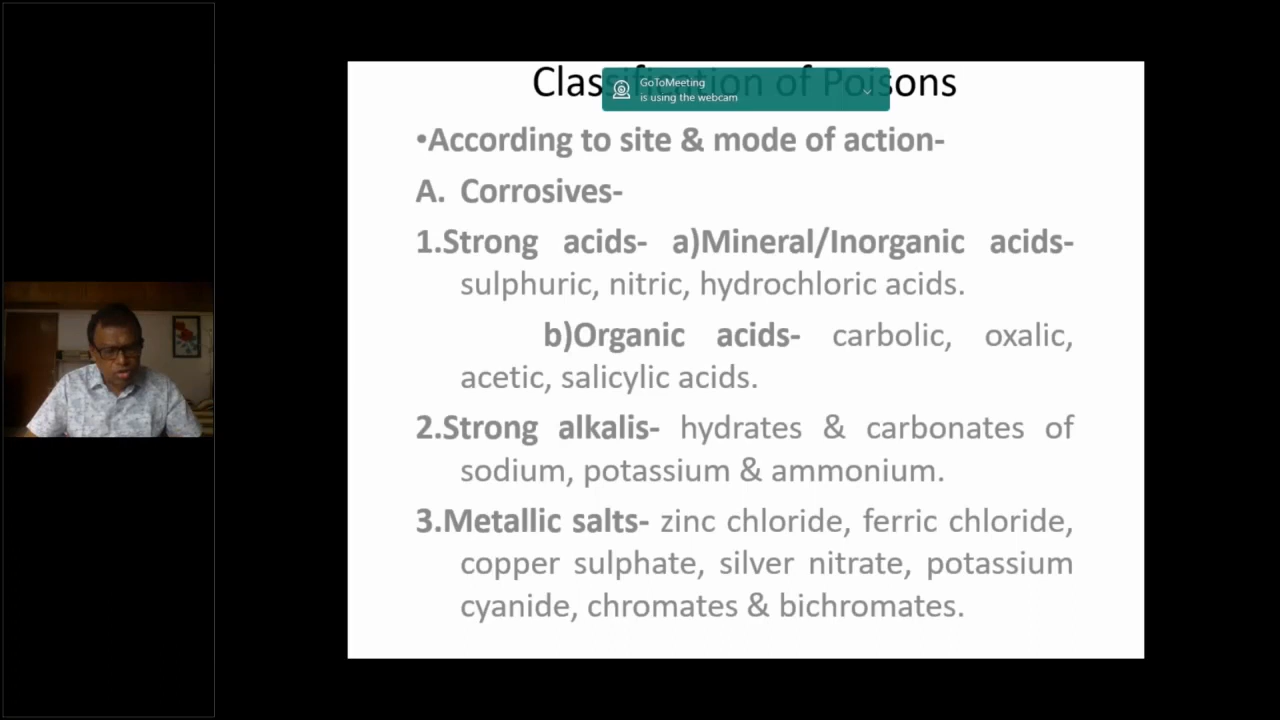 Classification of Poisons
GoToMeeting
is using the webcam
•According to site & mode of action-
A. Corrosives-
1.Strong acids- a)Mineral/Inorganic acids-
sulphuric, nitric, hydrochloric acids.
b)Organic acids- carbolic, oxalic,
acetic, salicylic acids.
2.Strong alkalis- hydrates & carbonates of
sodium, potassium & ammonium.
3.Metallic salts- zinc chloride, ferric chloride,
copper sulphate, silver nitrate, potassium
cyanide, chromates & bichromates.